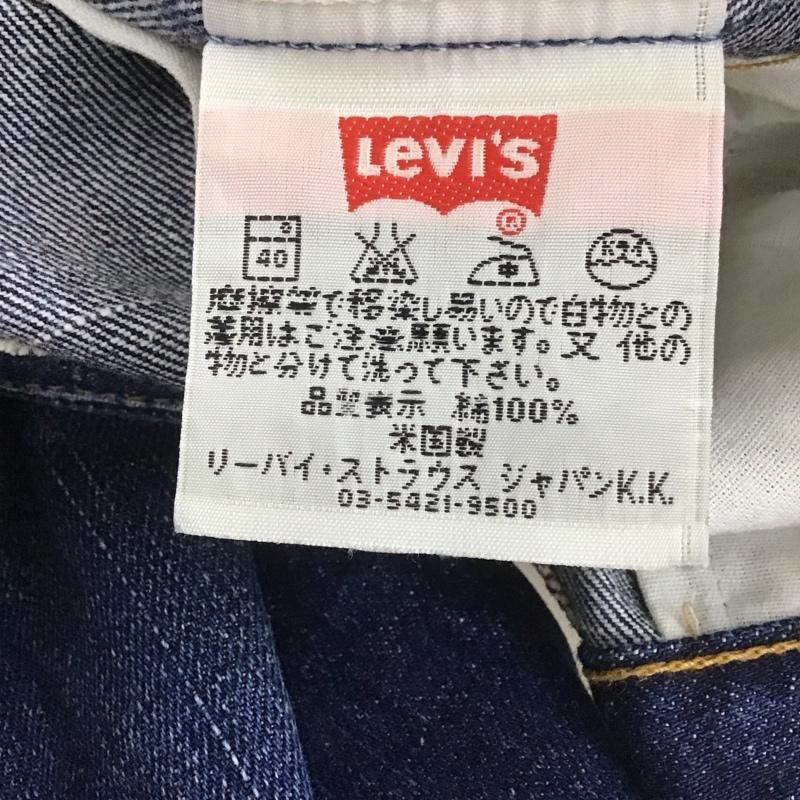 LEVI'S
®
40
摩擦等で移染し易いので白物との
着用はご注意願います。又 他の
物と分けて洗って下さい。
品質表示 綿100%
米国製
リーバイ・ストラウス ジャパンK.K.
03-5421-9500